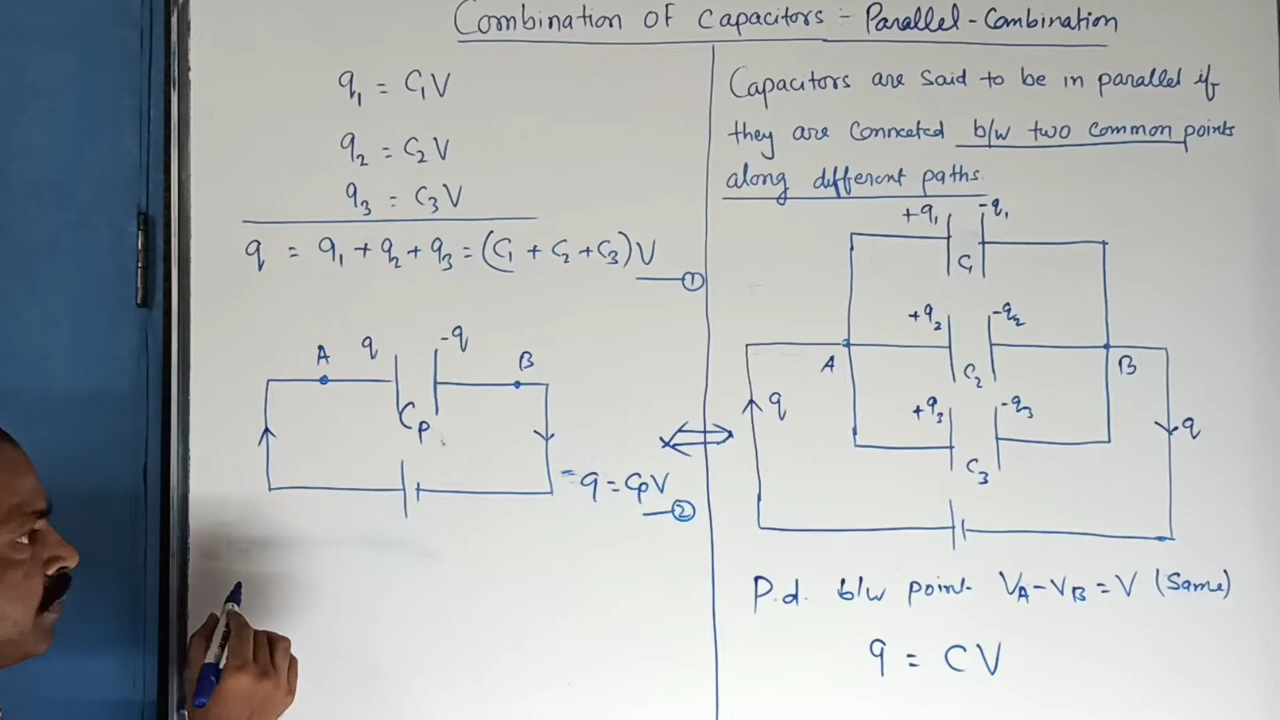 Combination of Capacitors :- Parallel-Combination
q₁ = C₁V
q₂ = C₂V
q₃ = C₃V
q = q₁ + q₂ + q₃ = (C₁ + C₂ + C₃)V
①
A q -q B
Cp
q = CpV
②
Capacitors are said to be in parallel if
they are connected b/w two common points
along different paths.
+q₁ -q₁
C₁
+q₂ -q₂
A C₂ B
+q₃ -q₃
q q
C₃
P.d. b/w point VA-VB = V (Same)
q = CV